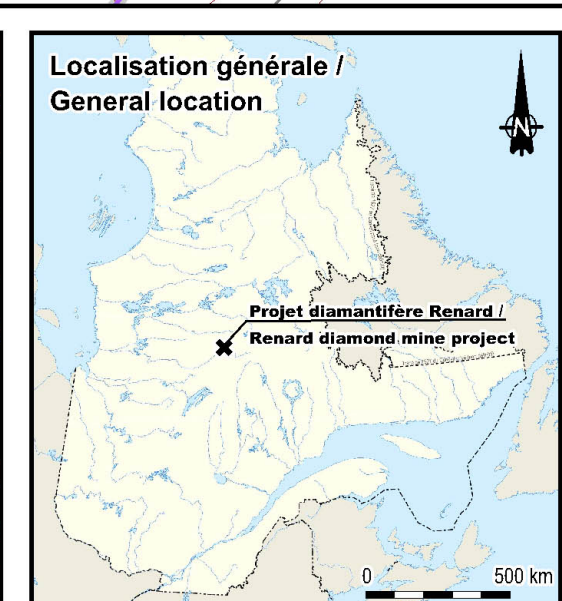 Localisation générale /
General location
N
Projet diamantifère Renard /
Renard diamond mine project
0 500 km